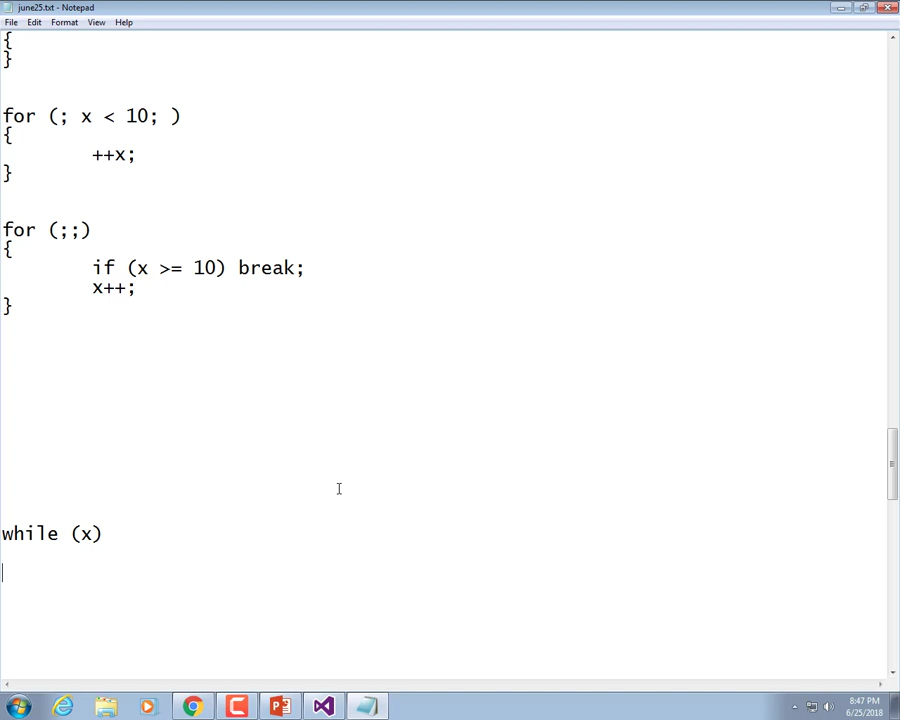 june25.txt - Notepad
File Edit Format View Help
{
}
for (; x < 10; )
{
++x;
}
for (;;)
{
if (x >= 10) break;
x++;
}
while (x)
8:47 PM
6/25/2018